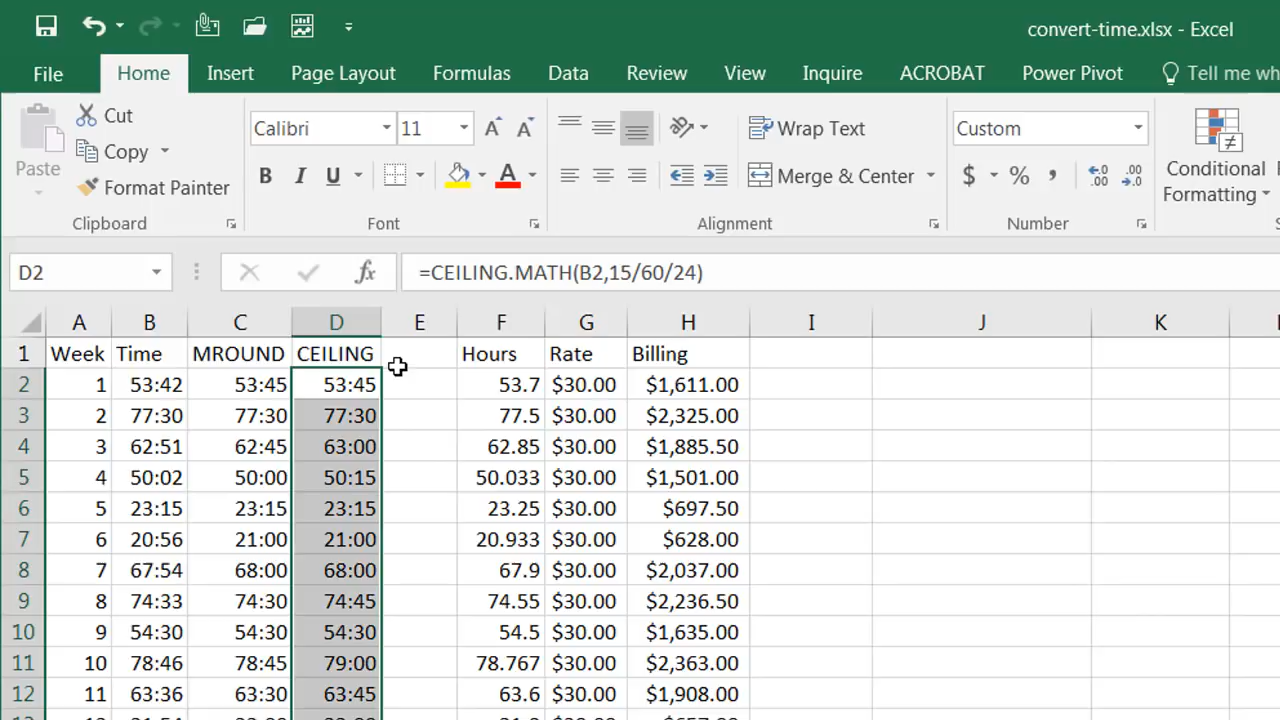 convert-time.xlsx - Excel
File Home Insert Page Layout Formulas Data Review View Inquire ACROBAT Power Pivot Tell me wh
Paste Cut Copy Format Painter Clipboard
Calibri 11 A A B I U A Font
Wrap Text Merge & Center Alignment
Custom $ % , .00 .0 Number
Conditional
Formatting
D2 fx =CEILING.MATH(B2,15/60/24)
A B C D E F G H I J K
1 Week Time MROUND CEILING Hours Rate Billing
2 1 53:42 53:45 53:45 53.7 $30.00 $1,611.00
3 2 77:30 77:30 77:30 77.5 $30.00 $2,325.00
4 3 62:51 62:45 63:00 62.85 $30.00 $1,885.50
5 4 50:02 50:00 50:15 50.033 $30.00 $1,501.00
6 5 23:15 23:15 23:15 23.25 $30.00 $697.50
7 6 20:56 21:00 21:00 20.933 $30.00 $628.00
8 7 67:54 68:00 68:00 67.9 $30.00 $2,037.00
9 8 74:33 74:30 74:45 74.55 $30.00 $2,236.50
10 9 54:30 54:30 54:30 54.5 $30.00 $1,635.00
11 10 78:46 78:45 79:00 78.767 $30.00 $2,363.00
12 11 63:36 63:30 63:45 63.6 $30.00 $1,908.00